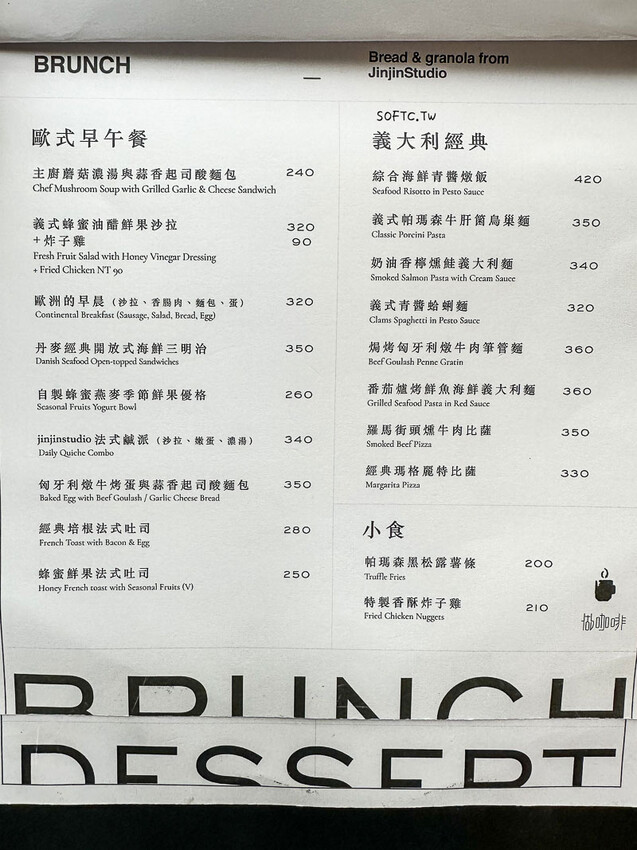 BRUNCH
Bread & granola from
JinjinStudio
SOFTC.TW
歐式早午餐
主廚蘑菇濃湯與蒜香起司酸麵包 240
Chef Mushroom Soup with Grilled Garlic & Cheese Sandwich
義式蜂蜜油醋鮮果沙拉 320
+炸子雞 90
Fresh Fruit Salad with Honey Vinegar Dressing
+ Fried Chicken NT 90
歐洲的早晨（沙拉、香腸肉、麵包、蛋） 320
Continental Breakfast (Sausage, Salad, Bread, Egg)
丹麥經典開放式海鮮三明治 350
Danish Seafood Open-topped Sandwitches
自製蜂蜜燕麥季節鮮果優格 260
Seasonal Fruits Yogurt Bowl
jinjinstudio 法式鹹派（沙拉、嫩蛋、濃湯） 340
Daily Quiche Combo
匈牙利燉牛烤蛋與蒜香起司酸麵包 350
Baked Egg with Beef Goulash / Garlic Cheese Bread
經典培根法式吐司 280
French Toast with Bacon & Egg
蜂蜜鮮果法式吐司 250
Honey French toast with Seasonal Fruits (V)
義大利經典
綜合海鮮青醬燉飯 420
Seafood Risotto in Pesto Sauce
義式帕瑪森牛肝菌鳥巢麵 350
Classic Porcini Pasta
奶油香檸燻鮭義大利麵 340
Smoked Salmon Pasta with Cream Sauce
義式青醬蛤蜊麵 320
Clams Spaghetti in Pesto Sauce
焗烤匈牙利燉牛肉筆管麵 360
Beef Goulash Penne Gratin
番茄爐烤鮮魚海鮮義大利麵 360
Grilled Seafood Pasta in Red Sauce
羅馬街頭燻牛肉比薩 350
Smoked Beef Pizza
經典瑪格麗特比薩 330
Margarita Pizza
小食
帕瑪森黑松露薯條 200
Truffle Fries
特製香酥炸子雞 210
Fried Chicken Nuggets
做咖啡
BRUNCH
DESSERT